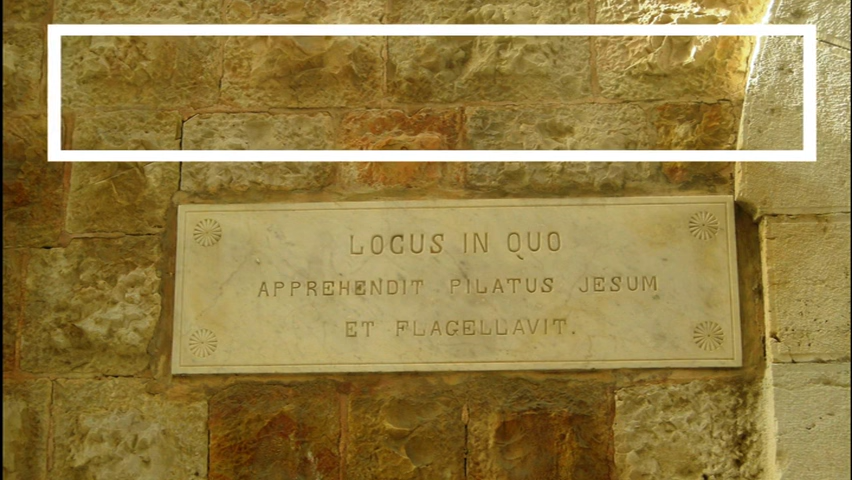 LOCUS IN QUO
APPREHENDIT PILATUS JESUM
ET FLAGELLAVIT.